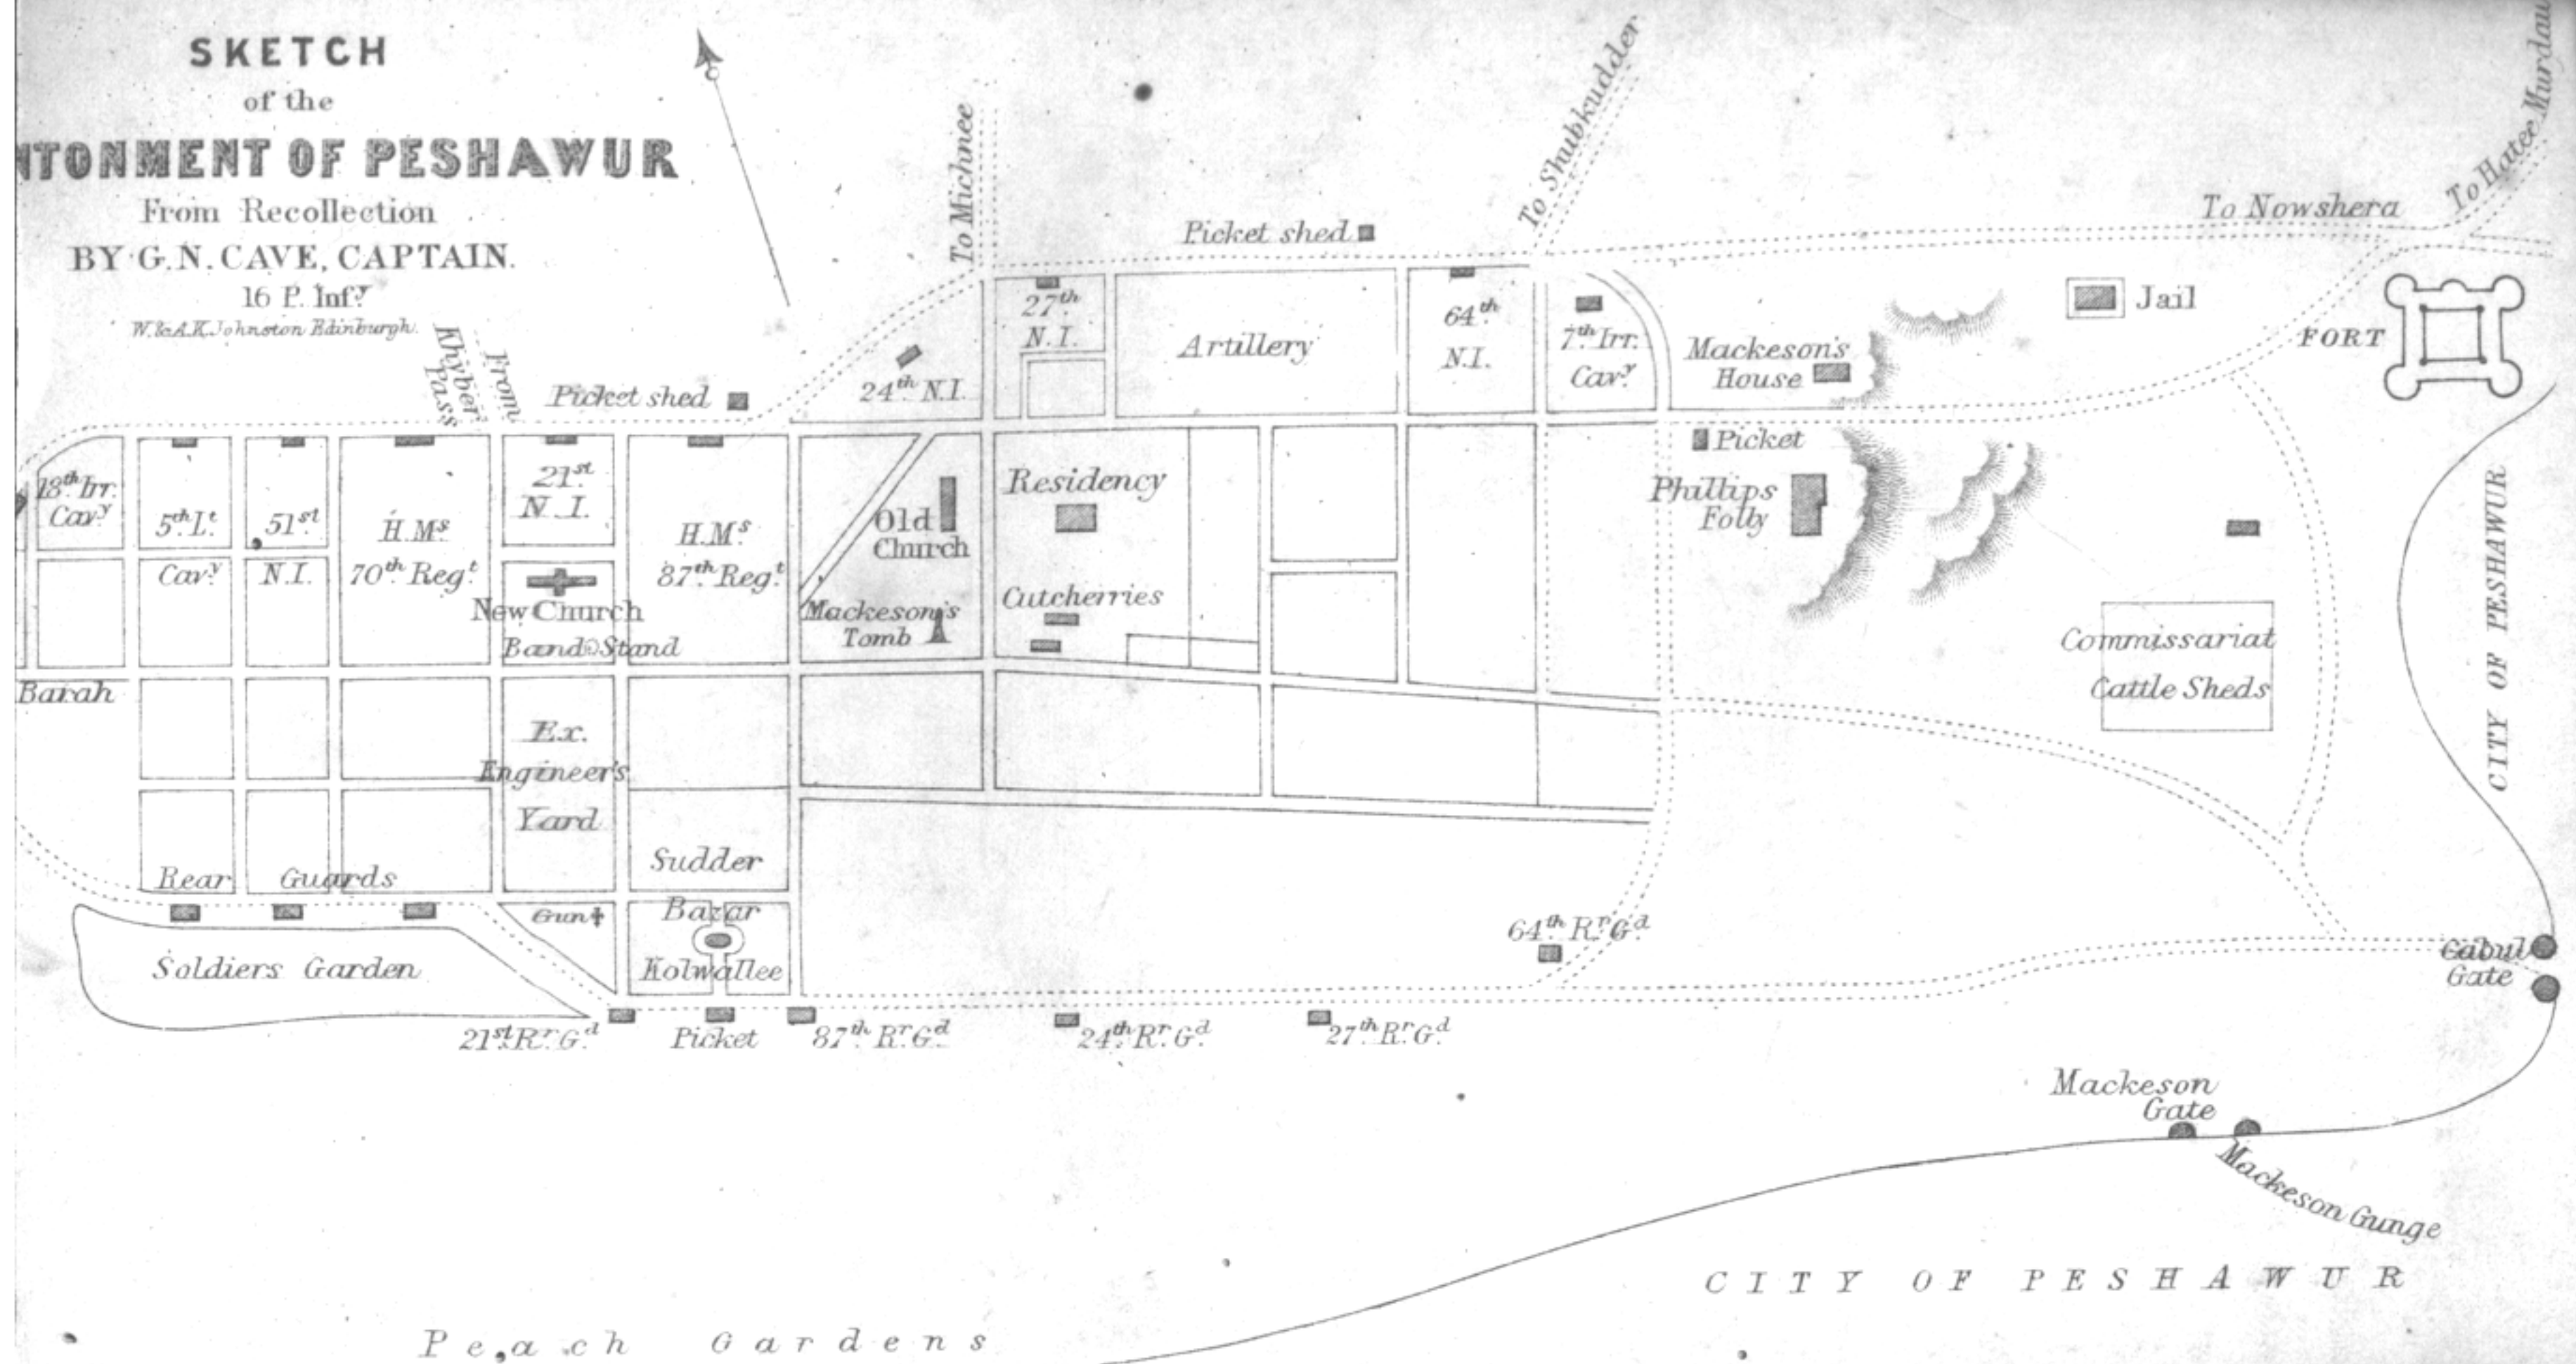 SKETCH
of the
NTONMENT OF PESHAWUR
From Recollection
BY G.N. CAVE, CAPTAIN.
16 P. Infy
W. & A.K. Johnston Edinburgh.
From
Khyber
Pass
To Michnee
To Shubkudder
To Nowshera
To Hatee Murdau
Picket shed
Picket shed
27th
N.I.
24th N.I.
Artillery
64th
N.I.
7th Irr.
Cavy
Mackeson's
House
Jail
FORT
Picket
Phillips
Folly
18th Irr.
Cavy
5th Lt
Cavy
51st
N.I.
H.Ms
70th Regt
21st
N.I.
New Church
Band Stand
H.Ms
87th Regt
Old
Church
Mackeson's
Tomb
Residency
Cutcherries
Commissariat
Cattle Sheds
CITY OF PESHAWUR
Barah
Ex.
Engineer's
Yard
Rear Guards
Sudder
Bazar
Kolwallee
Gun
Soldiers Garden
21st Rr Gd
Picket
87th Rr Gd
24th Rr Gd
27th Rr Gd
64th Rr Gd
Cabul
Gate
Mackeson
Gate
Mackeson Gunge
CITY OF PESHAWUR
Peach Gardens